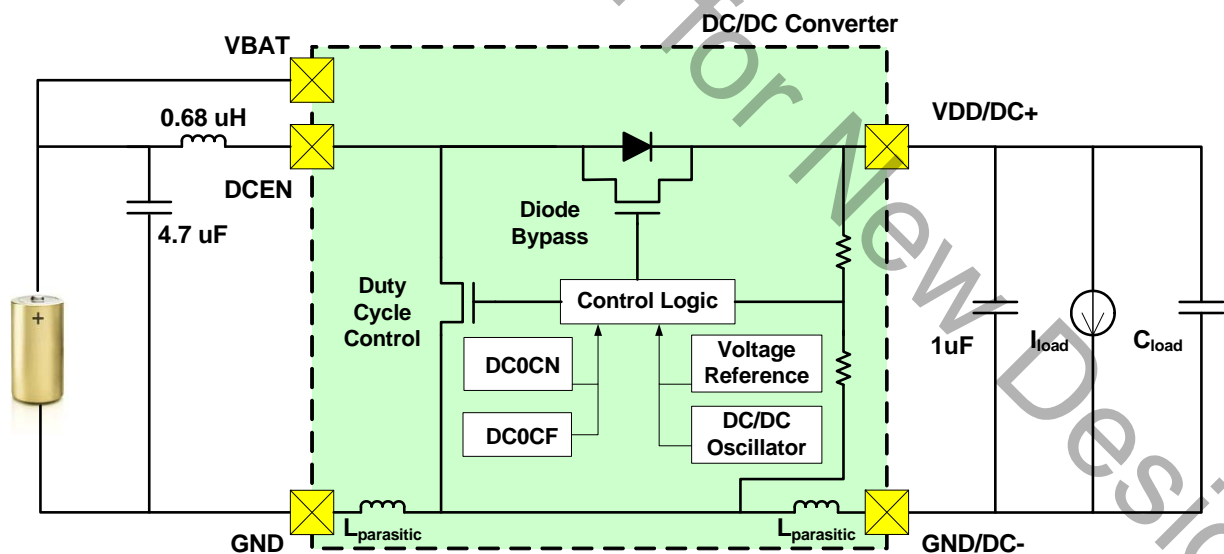 DC/DC Converter
VBAT
0.68 uH
DCEN
4.7 uF
VDD/DC+
Diode
Bypass
Duty
Cycle
Control
Control Logic
DC0CN
DC0CF
Voltage
Reference
DC/DC
Oscillator
1uF
Iload
Cload
+
GND
Lparasitic
Lparasitic
GND/DC-
for New Desig